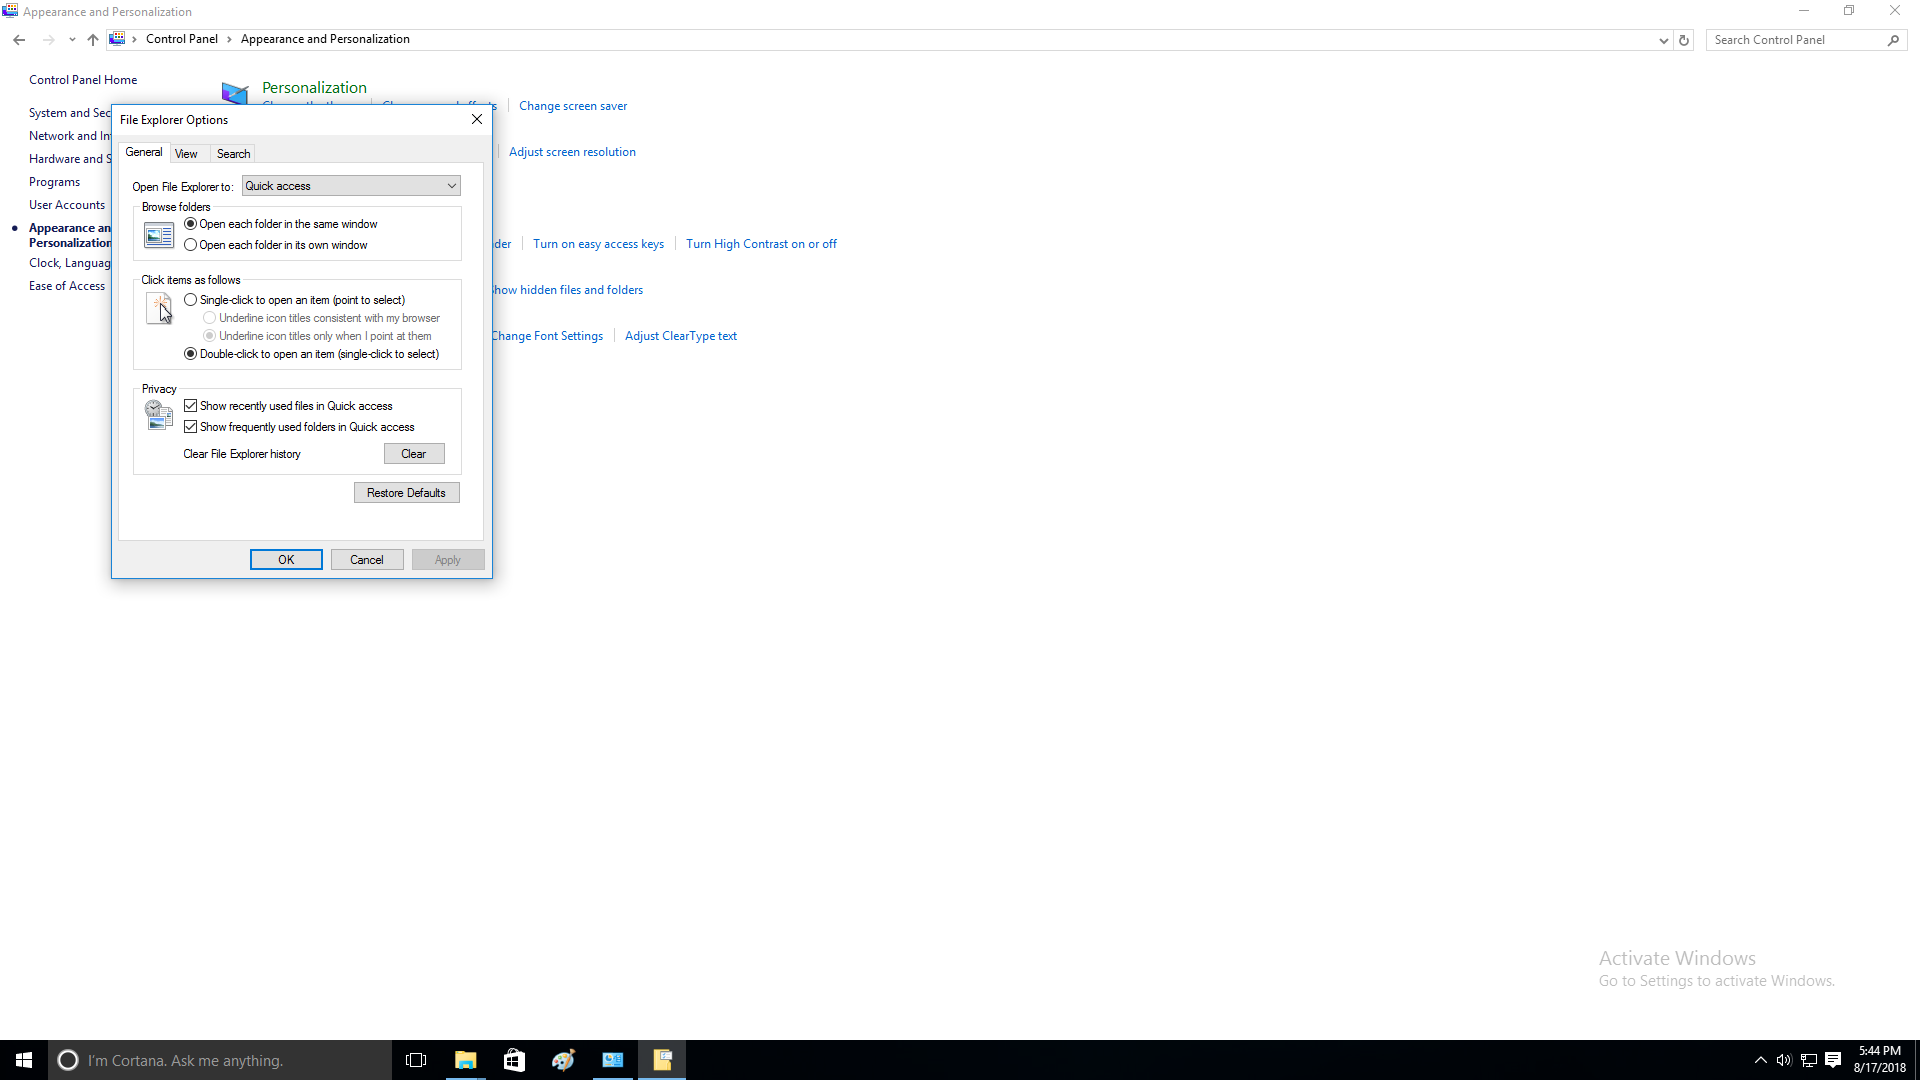 Appearance and Personalization
Control Panel > Appearance and Personalization
Search Control Panel
Control Panel Home
System and Sec
Network and In
Hardware and S
Programs
User Accounts
Appearance an
Personalization
Clock, Languag
Ease of Access
Personalization
Change screen saver
Adjust screen resolution
der
Turn on easy access keys
Turn High Contrast on or off
Show hidden files and folders
Change Font Settings
Adjust ClearType text
File Explorer Options
General
View
Search
Open File Explorer to:
Quick access
Browse folders
Open each folder in the same window
Open each folder in its own window
Click items as follows
Single-click to open an item (point to select)
Underline icon titles consistent with my browser
Underline icon titles only when I point at them
Double-click to open an item (single-click to select)
Privacy
Show recently used files in Quick access
Show frequently used folders in Quick access
Clear File Explorer history
Clear
Restore Defaults
OK
Cancel
Apply
Activate Windows
Go to Settings to activate Windows.
I'm Cortana. Ask me anything.
5:44 PM
8/17/2018